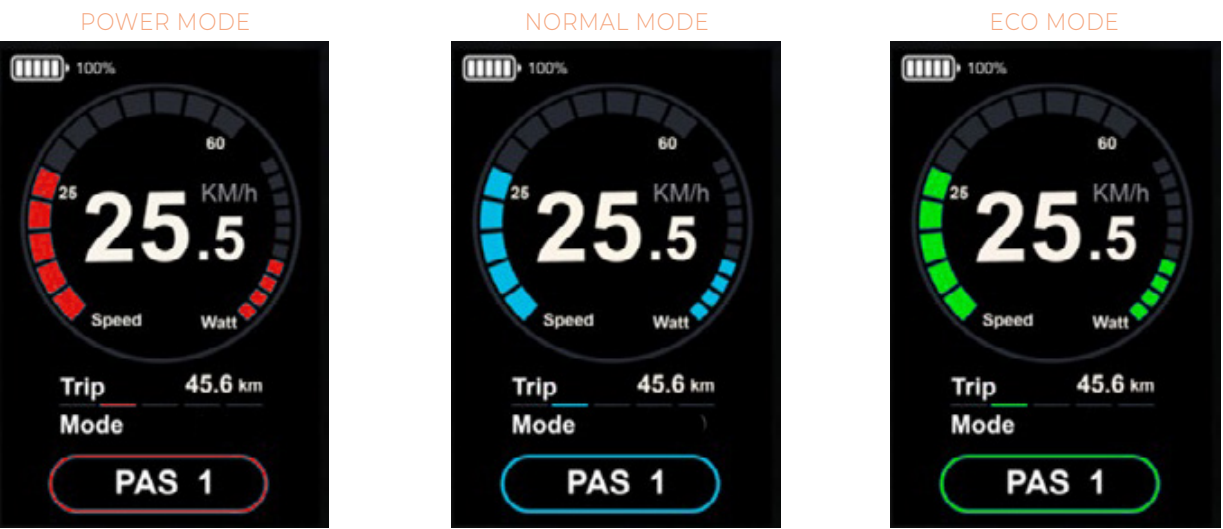 POWER MODE
100%
60
25
KM/h
25.5
Speed
Watt
Trip
45.6 km
Mode
PAS 1
NORMAL MODE
100%
60
25
KM/h
25.5
Speed
Watt
Trip
45.6 km
Mode
PAS 1
ECO MODE
100%
60
25
KM/h
25.5
Speed
Watt
Trip
45.6 km
Mode
PAS 1